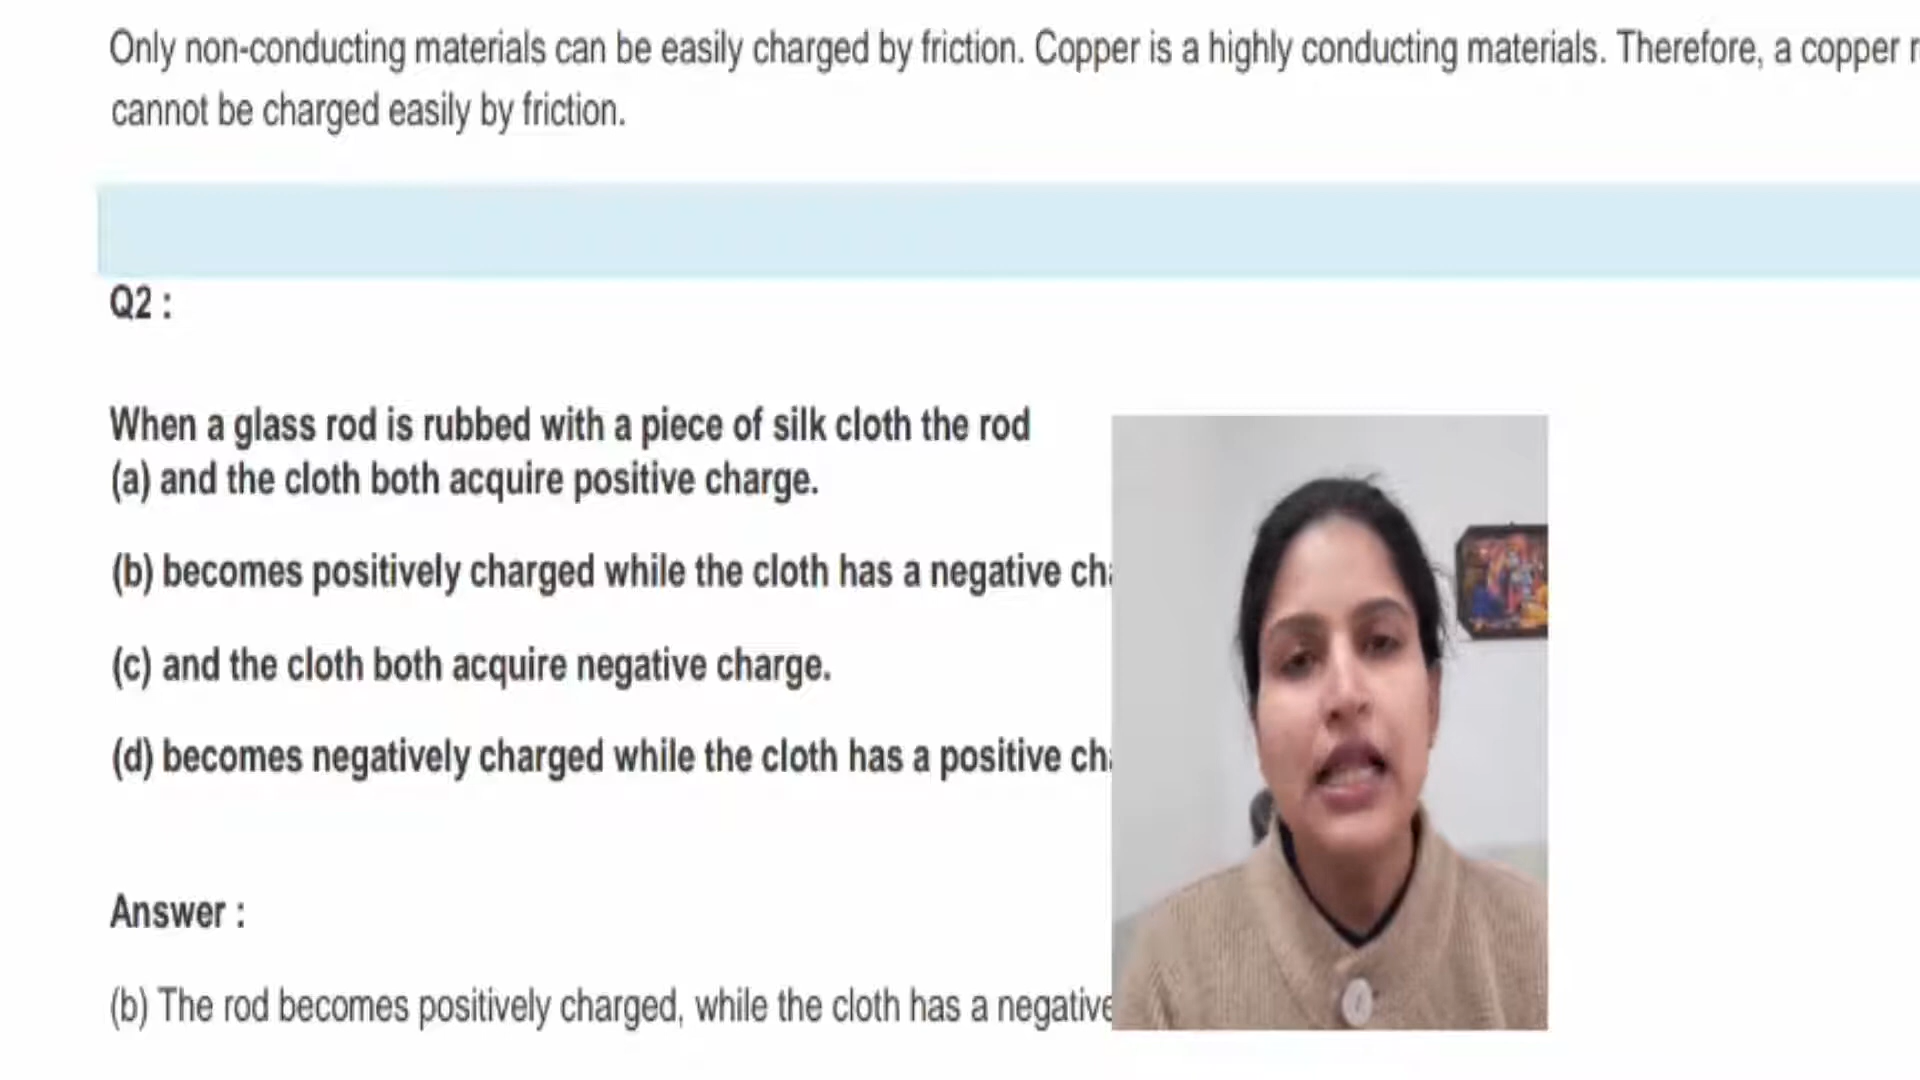 Only non-conducting materials can be easily charged by friction. Copper is a highly conducting materials. Therefore, a copper
cannot be charged easily by friction.
Q2 :
When a glass rod is rubbed with a piece of silk cloth the rod
(a) and the cloth both acquire positive charge.
(b) becomes positively charged while the cloth has a negative
(c) and the cloth both acquire negative charge.
(d) becomes negatively charged while the cloth has a positive
Answer :
(b) The rod becomes positively charged, while the cloth has a negative